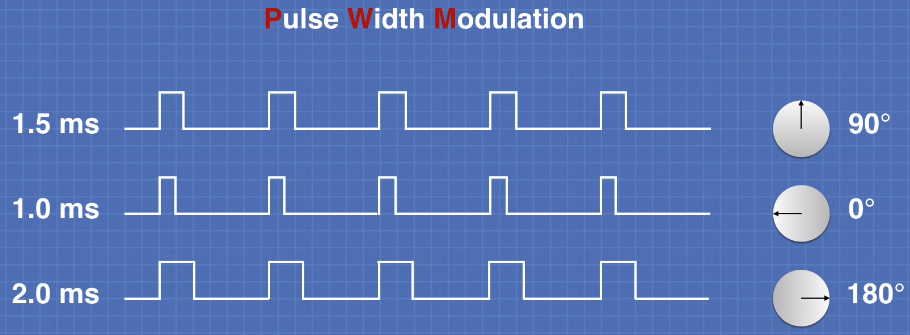 Pulse Width Modulation
1.5 ms 90°
1.0 ms 0°
2.0 ms 180°